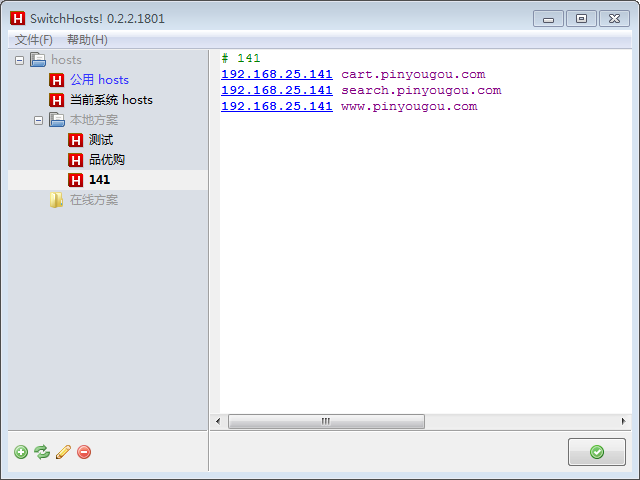 SwitchHosts! 0.2.2.1801
文件(F) 帮助(H)
hosts
公用 hosts
当前系统 hosts
本地方案
测试
品优购
141
在线方案
# 141
192.168.25.141 cart.pinyougou.com
192.168.25.141 search.pinyougou.com
192.168.25.141 www.pinyougou.com